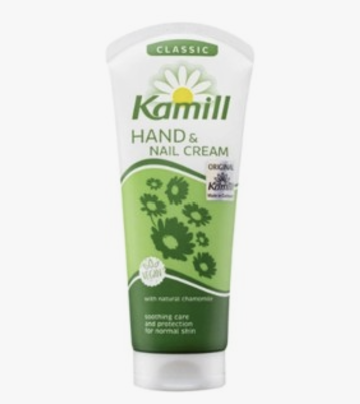 CLASSIC
Kamill
HAND &
NAIL CREAM
ORIGINAL
Kamill
VEGAN
with natural chamomile
soothing care
and protection
for normal skin